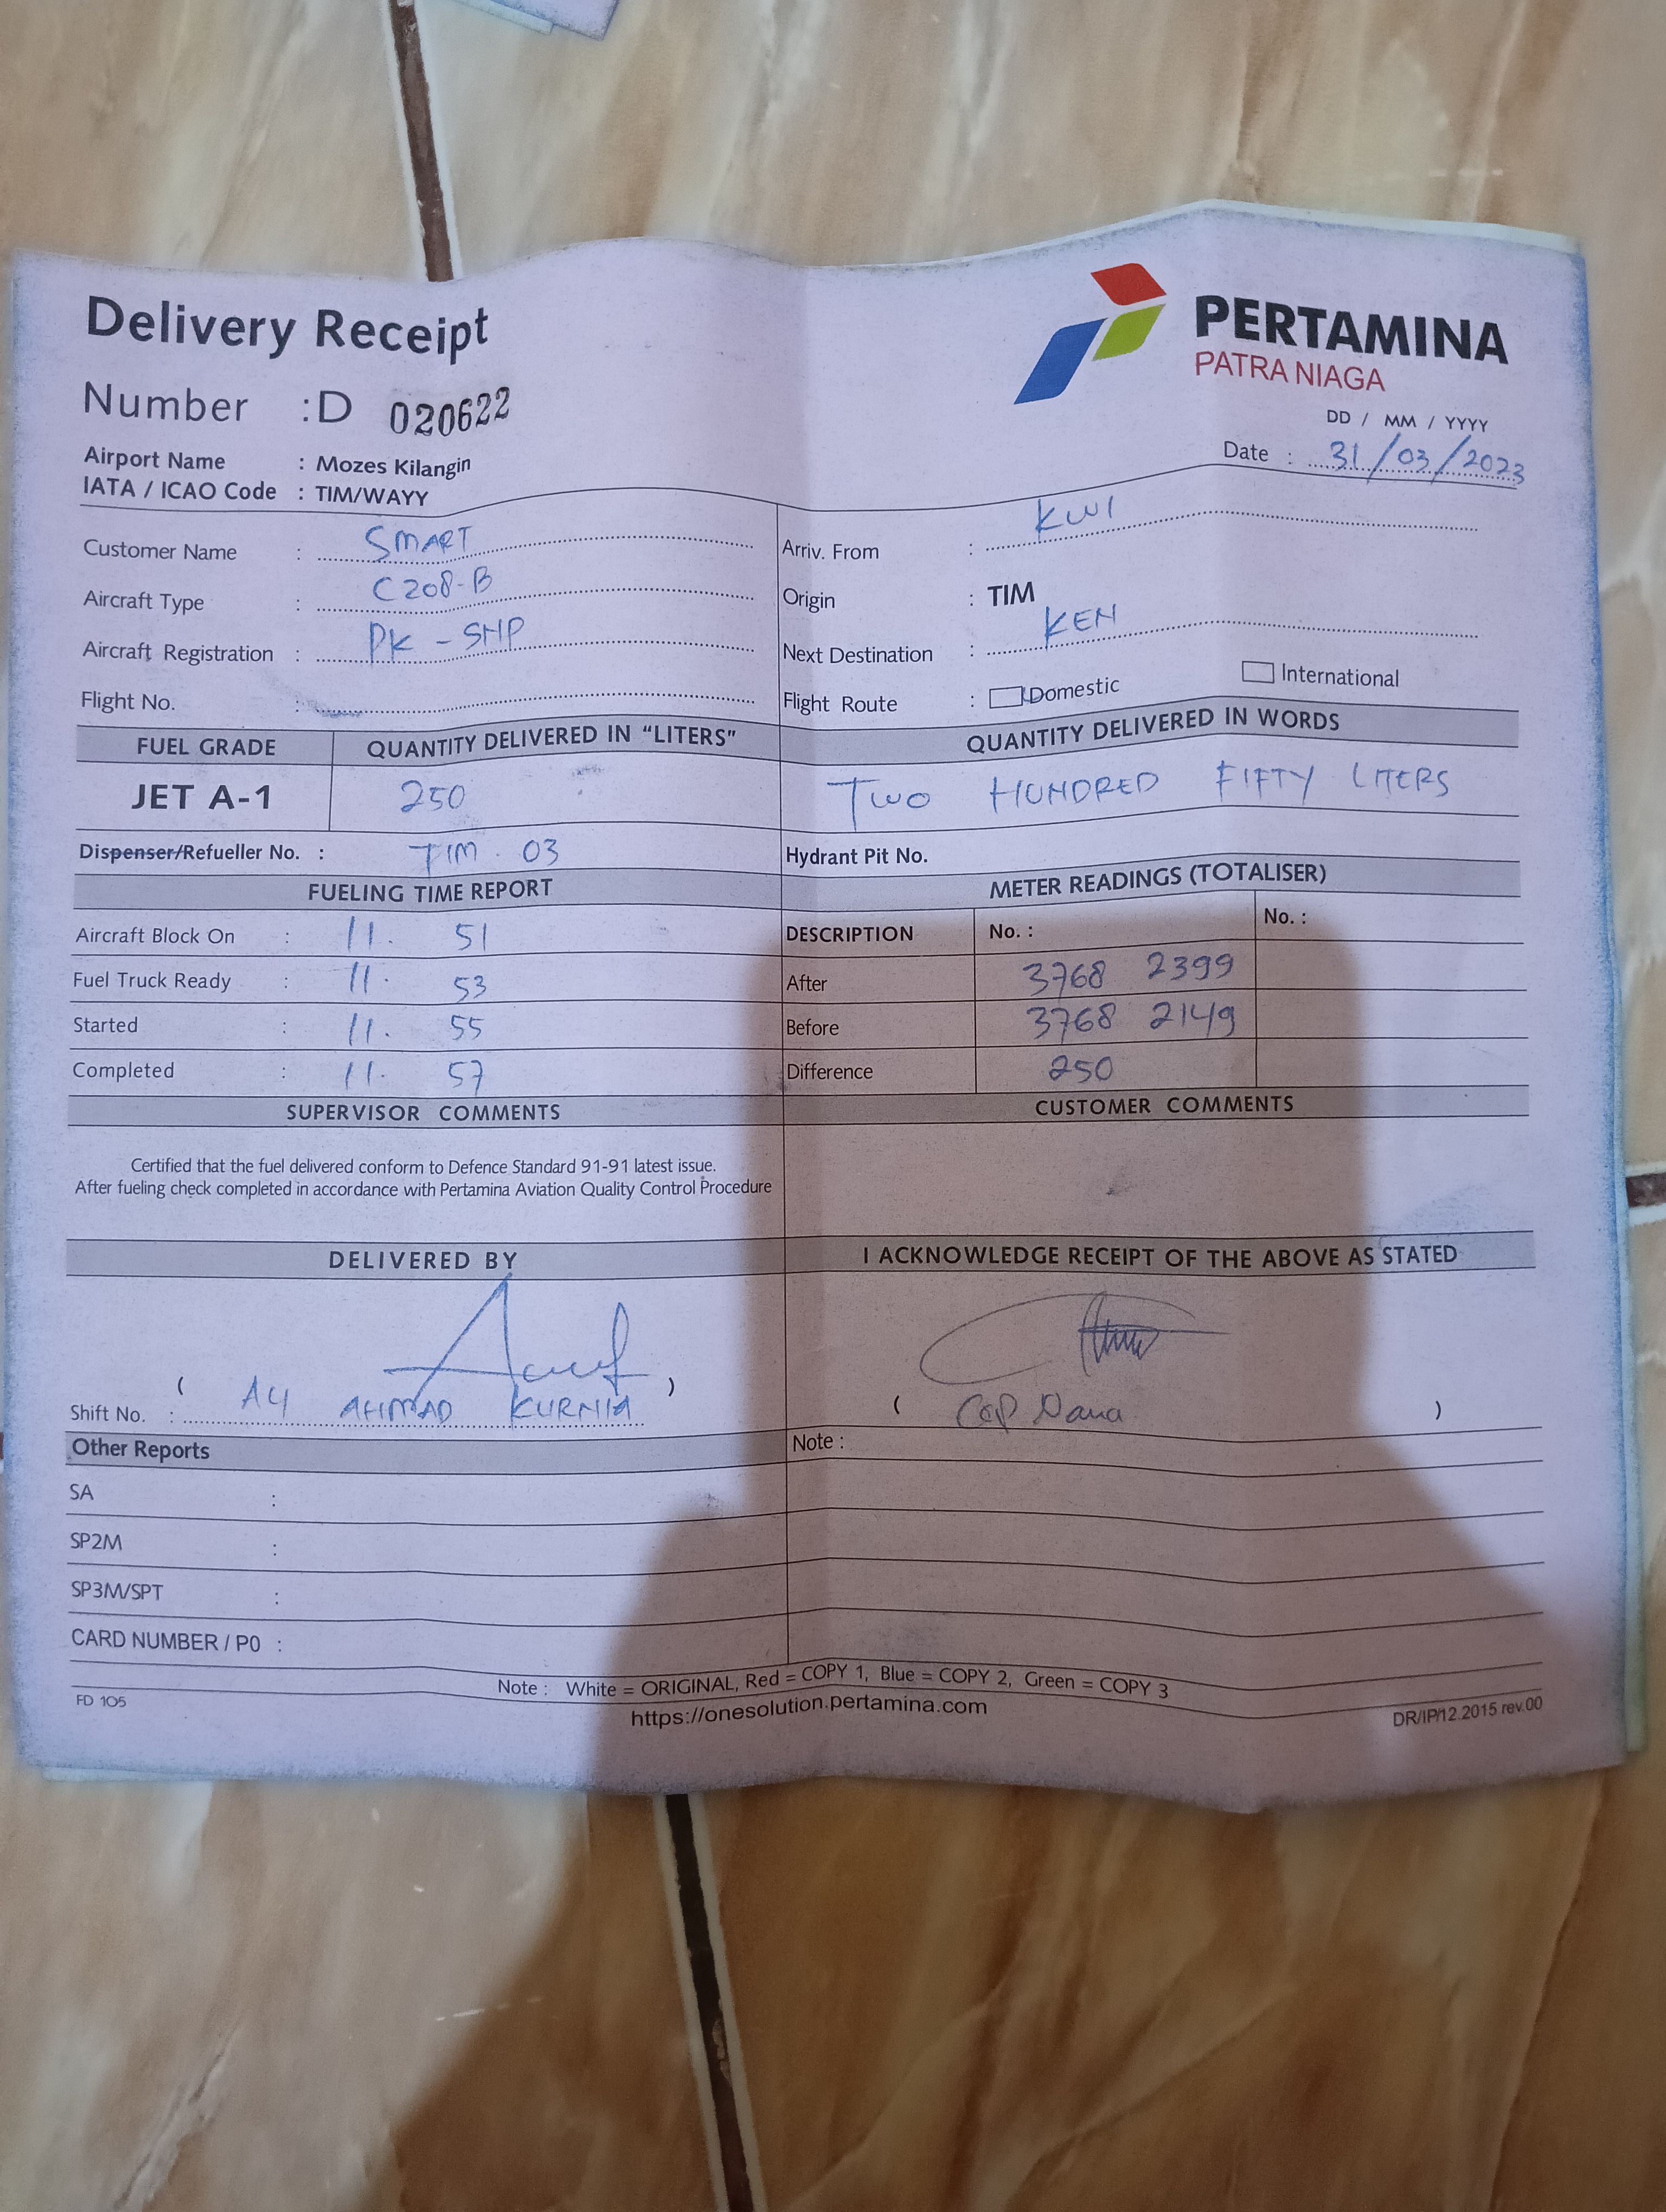 Delivery Receipt
PERTAMINA
PATRA NIAGA
Number : D 020622
DD / MM / YYYY
Date : 31/03/2023
Airport Name : Mozes Kilangin
IATA / ICAO Code : TIM/WAYY
Customer Name : SMART
Arriv. From : KWI
Aircraft Type : C208-B
Origin : TIM
Aircraft Registration : PK - SHP
Next Destination : KEN
Flight No. :
Flight Route : Domestic International
FUEL GRADE QUANTITY DELIVERED IN "LITERS" QUANTITY DELIVERED IN WORDS
JET A-1 250 TWO HUNDRED FIFTY LITERS
Dispenser/Refueller No. : TIM . 03 Hydrant Pit No.
FUELING TIME REPORT METER READINGS (TOTALISER)
Aircraft Block On : 11. 51 DESCRIPTION No. : No. :
Fuel Truck Ready : 11. 53 After 3768 2399
Started : 11. 55 Before 3768 2149
Completed : 11. 57 Difference 250
SUPERVISOR COMMENTS CUSTOMER COMMENTS
Certified that the fuel delivered conform to Defence Standard 91-91 latest issue.
After fueling check completed in accordance with Pertamina Aviation Quality Control Procedure
DELIVERED BY I ACKNOWLEDGE RECEIPT OF THE ABOVE AS STATED
( )
Shift No. : A4 AHMAD KURNIA ( Cap Dana )
Other Reports Note :
SA :
SP2M :
SP3M/SPT :
CARD NUMBER / P0 :
Note : White = ORIGINAL, Red = COPY 1, Blue = COPY 2, Green = COPY 3
FD 105 https://onesolution.pertamina.com DR/IP/12.2015 rev.00